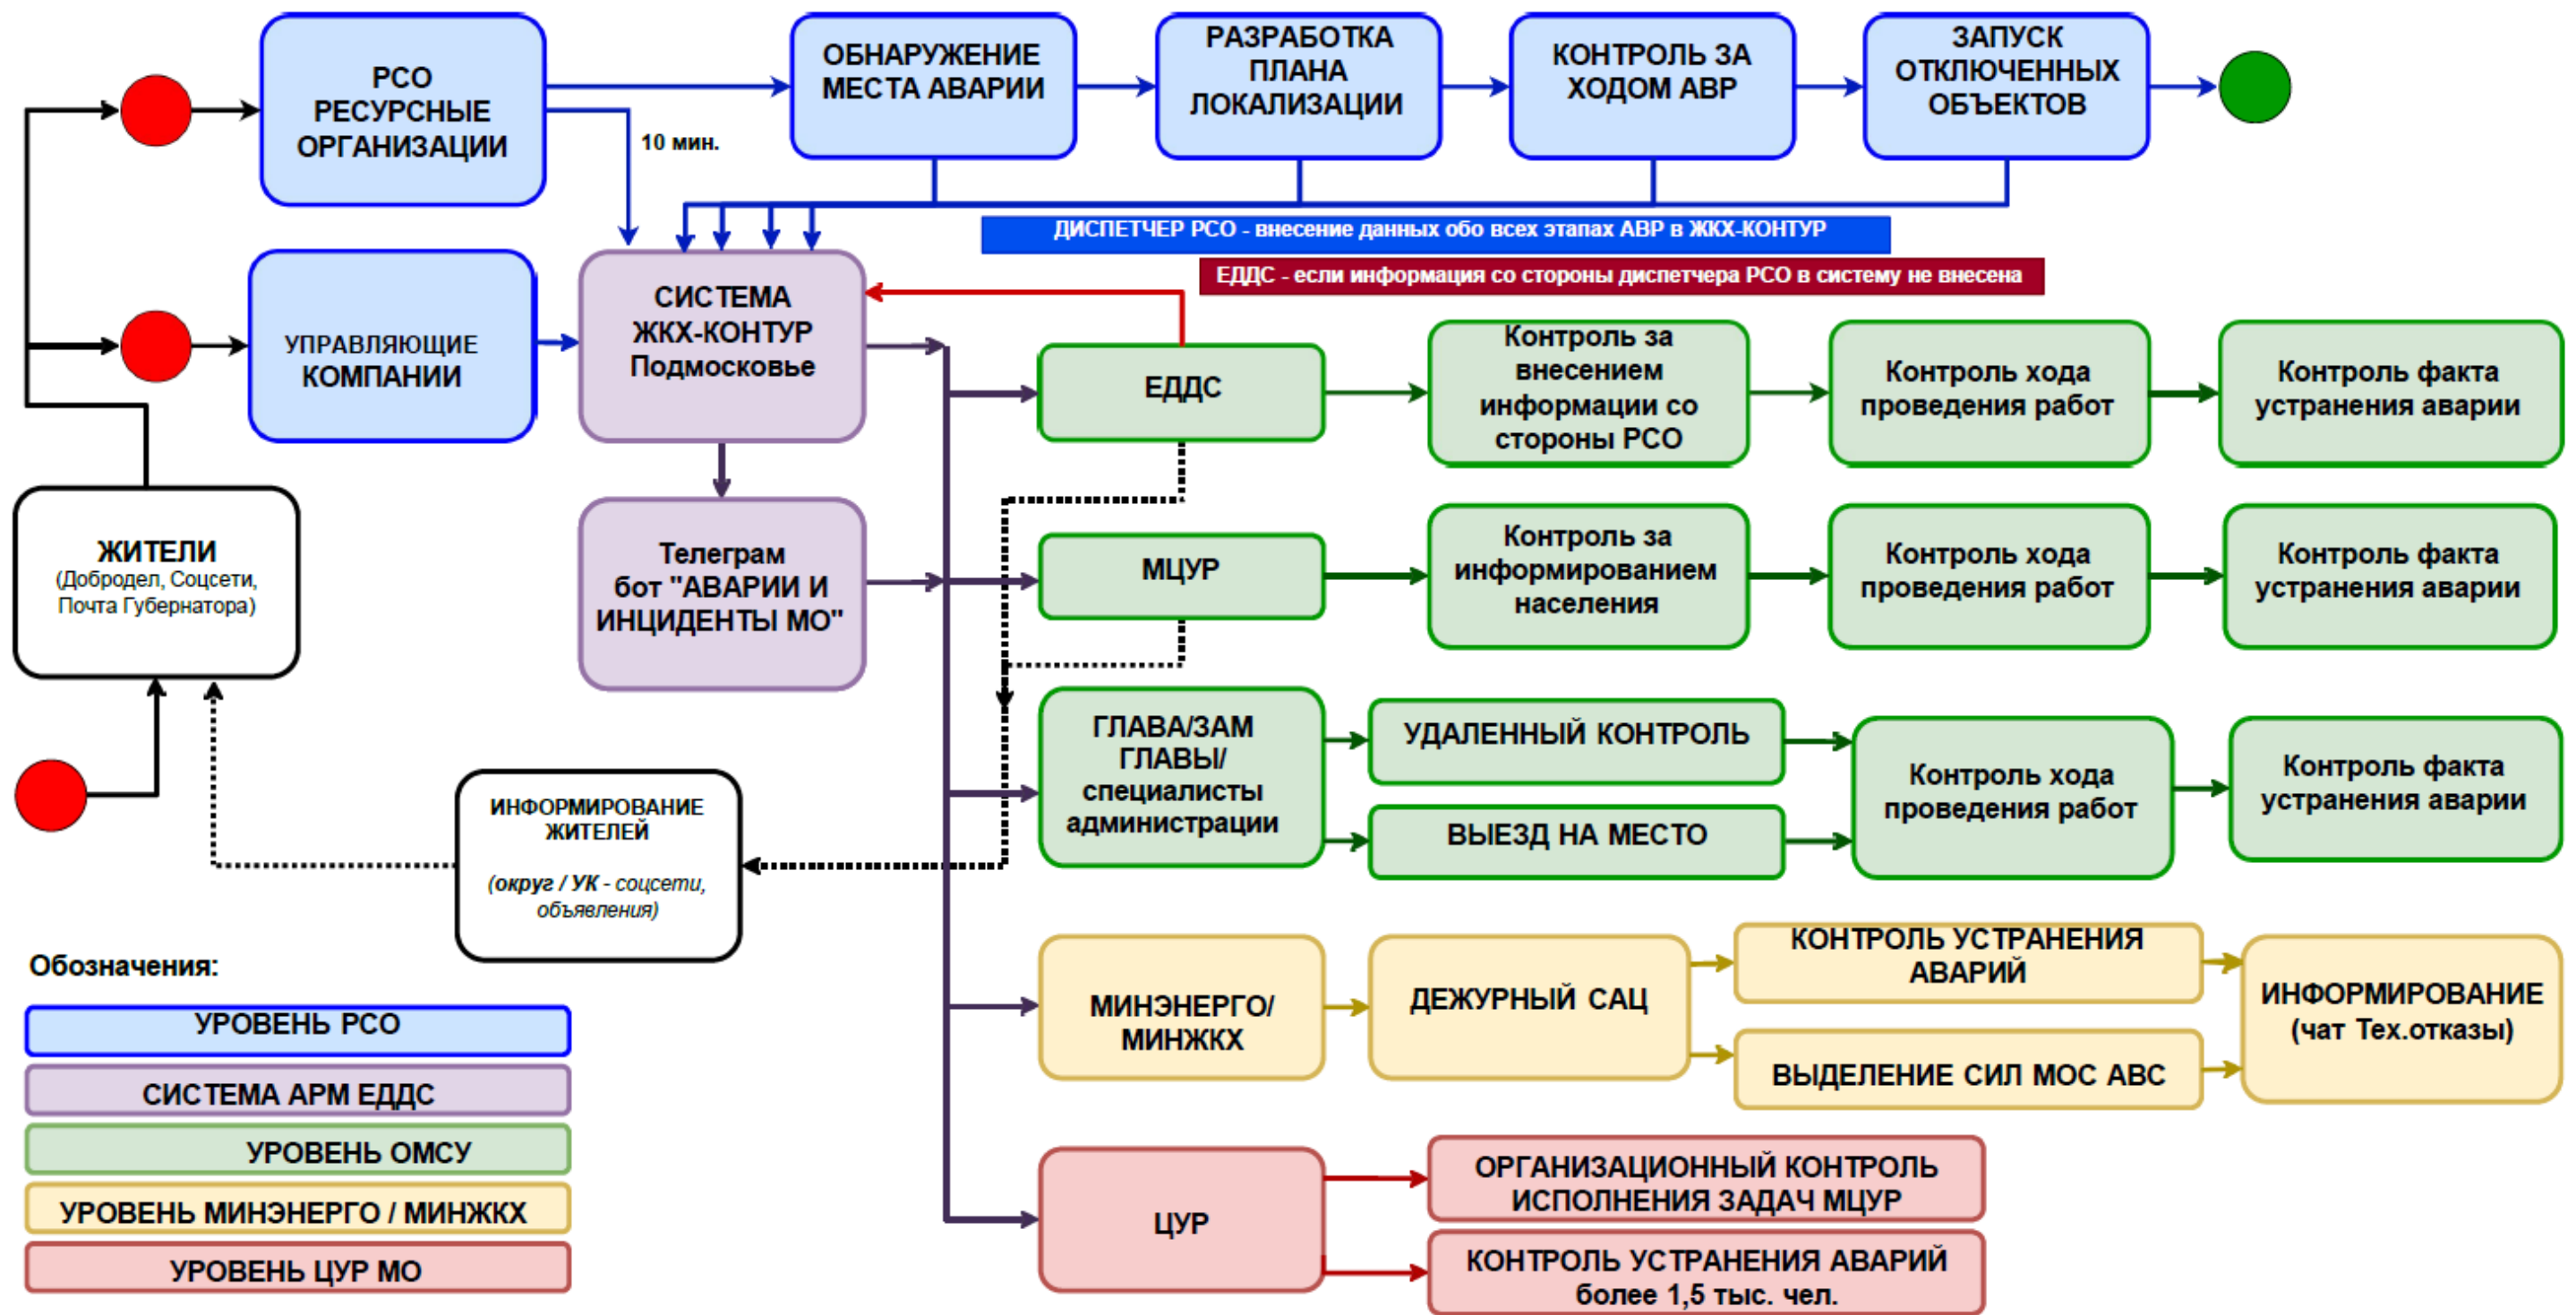 РСО
РЕСУРСНЫЕ
ОРГАНИЗАЦИИ
ОБНАРУЖЕНИЕ
МЕСТА АВАРИИ
РАЗРАБОТКА
ПЛАНА
ЛОКАЛИЗАЦИИ
КОНТРОЛЬ ЗА
ХОДОМ АВР
ЗАПУСК
ОТКЛЮЧЕННЫХ
ОБЪЕКТОВ
10 мин.
ДИСПЕТЧЕР РСО - внесение данных обо всех этапах АВР в ЖКХ-КОНТУР
ЕДДС - если информация со стороны диспетчера РСО в систему не внесена
УПРАВЛЯЮЩИЕ
КОМПАНИИ
СИСТЕМА
ЖКХ-КОНТУР
Подмосковье
ЕДДС
Контроль за
внесением
информации со
стороны РСО
Контроль хода
проведения работ
Контроль факта
устранения аварии
ЖИТЕЛИ
(Добродел, Соцсети,
Почта Губернатора)
Телеграм
бот "АВАРИИ И
ИНЦИДЕНТЫ МО"
МЦУР
Контроль за
информированием
населения
Контроль хода
проведения работ
Контроль факта
устранения аварии
ГЛАВА/ЗАМ
ГЛАВЫ/
специалисты
администрации
УДАЛЕННЫЙ КОНТРОЛЬ
ВЫЕЗД НА МЕСТО
Контроль хода
проведения работ
Контроль факта
устранения аварии
ИНФОРМИРОВАНИЕ
ЖИТЕЛЕЙ
(округ / УК - соцсети,
объявления)
МИНЭНЕРГО/
МИНЖКХ
ДЕЖУРНЫЙ САЦ
КОНТРОЛЬ УСТРАНЕНИЯ
АВАРИЙ
ВЫДЕЛЕНИЕ СИЛ МОС АВС
ИНФОРМИРОВАНИЕ
(чат Тех.отказы)
ЦУР
ОРГАНИЗАЦИОННЫЙ КОНТРОЛЬ
ИСПОЛНЕНИЯ ЗАДАЧ МЦУР
КОНТРОЛЬ УСТРАНЕНИЯ АВАРИЙ
более 1,5 тыс. чел.
Обозначения:
УРОВЕНЬ РСО
СИСТЕМА АРМ ЕДДС
УРОВЕНЬ ОМСУ
УРОВЕНЬ МИНЭНЕРГО / МИНЖКХ
УРОВЕНЬ ЦУР МО